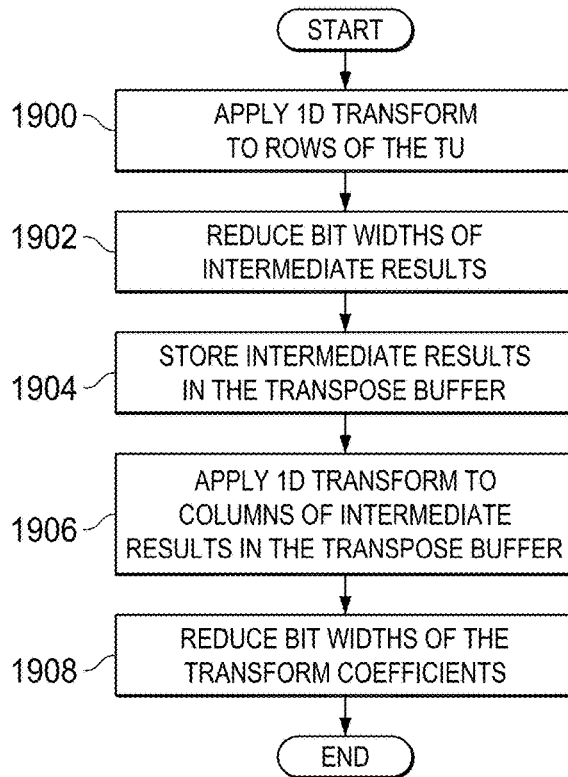 START
1900
APPLY 1D TRANSFORM
TO ROWS OF THE TU
1902
REDUCE BIT WIDTHS OF
INTERMEDIATE RESULTS
1904
STORE INTERMEDIATE RESULTS
IN THE TRANSPOSE BUFFER
1906
APPLY 1D TRANSFORM TO
COLUMNS OF INTERMEDIATE
RESULTS IN THE TRANSPOSE BUFFER
1908
REDUCE BIT WIDTHS OF THE
TRANSFORM COEFFICIENTS
END